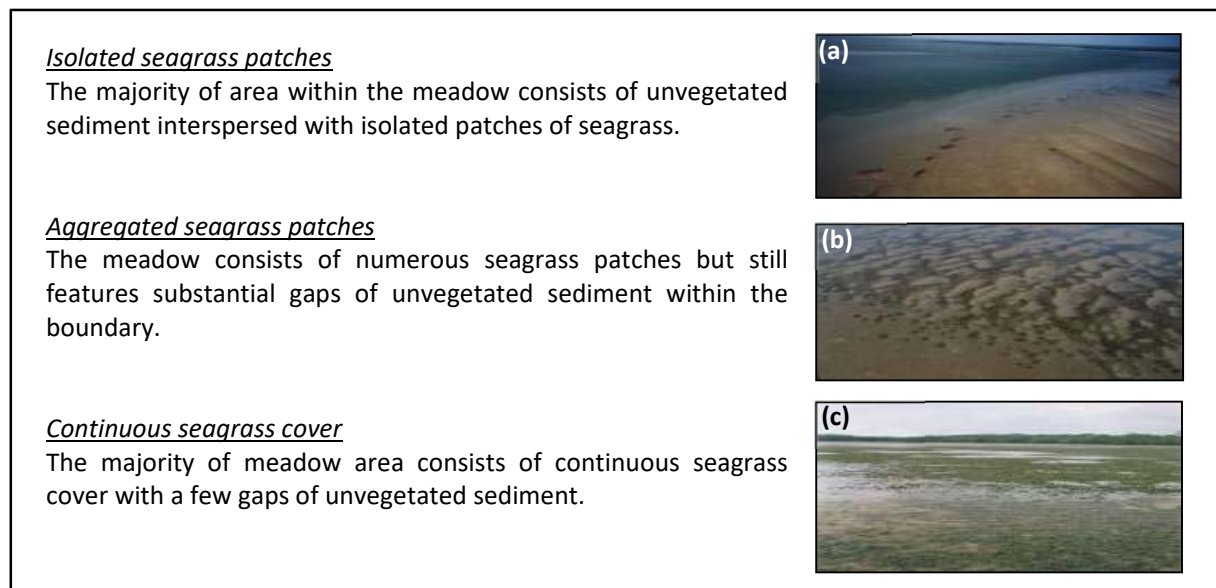 Isolated seagrass patches
The majority of area within the meadow consists of unvegetated
sediment interspersed with isolated patches of seagrass.
(a)
Aggregated seagrass patches
The meadow consists of numerous seagrass patches but still
features substantial gaps of unvegetated sediment within the
boundary.
(b)
Continuous seagrass cover
The majority of meadow area consists of continuous seagrass
cover with a few gaps of unvegetated sediment.
(c)